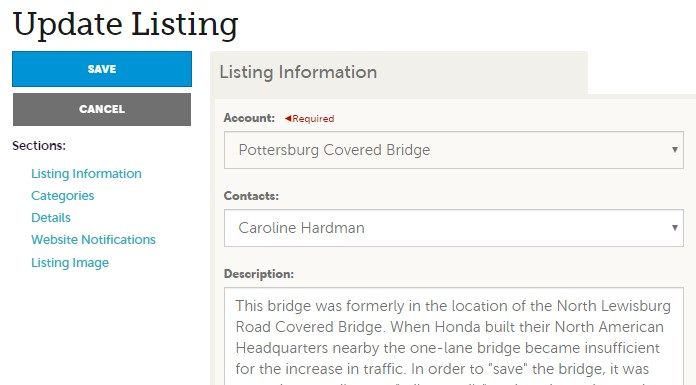 Update Listing
SAVE
CANCEL
Sections:
Listing Information
Categories
Details
Website Notifications
Listing Image
Listing Information
Account: ◄Required
Pottersburg Covered Bridge
Contacts:
Caroline Hardman
Description:
This bridge was formerly in the location of the North Lewisburg
Road Covered Bridge. When Honda built their North American
Headquarters nearby the one-lane bridge became insufficient
for the increase in traffic. In order to "save" the bridge, it was